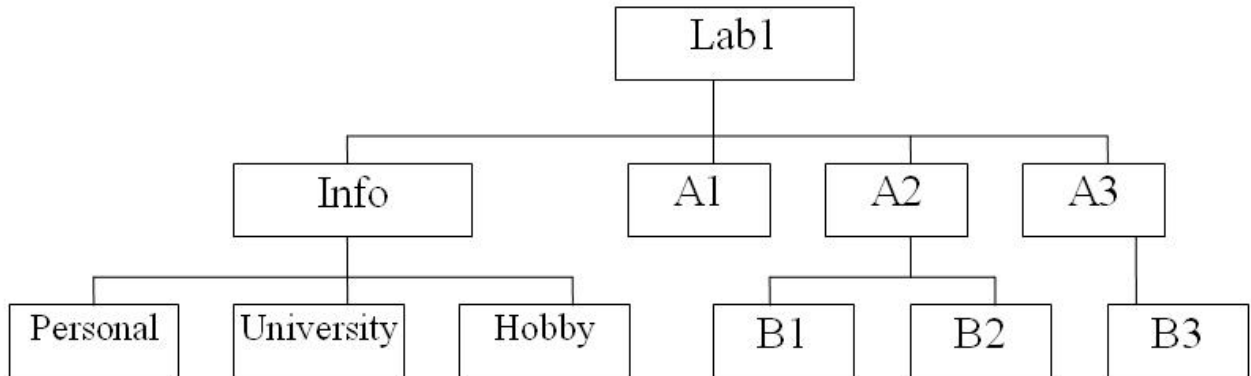 Lab1
Info
A1
A2
A3
Personal
University
Hobby
B1
B2
B3